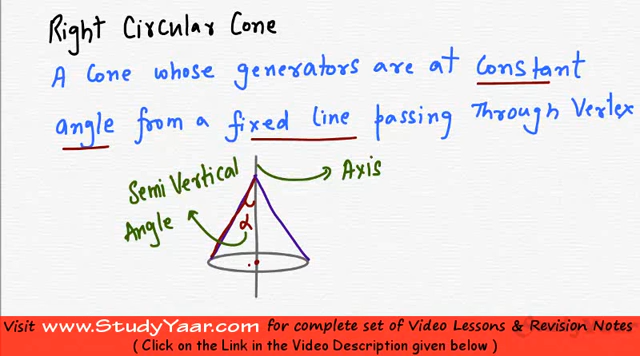 Right Circular Cone
A Cone whose generators are at constant
angle from a fixed line passing through Vertex
Semi Vertical
Angle
Axis
α
Visit www.StudyYaar.com for complete set of Video Lessons & Revision Notes
( Click on the Link in the Video Description given below )